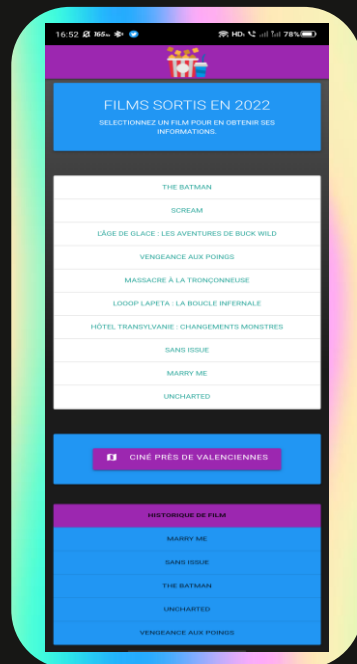 16:52
78%
FILMS SORTIS EN 2022
SELECTIONNEZ UN FILM POUR EN OBTENIR SES
INFORMATIONS.
THE BATMAN
SCREAM
L'ÂGE DE GLACE : LES AVENTURES DE BUCK WILD
VENGEANCE AUX POINGS
MASSACRE À LA TRONÇONNEUSE
LOOOP LAPETA : LA BOUCLE INFERNALE
HÔTEL TRANSYLVANIE : CHANGEMENTS MONSTRES
SANS ISSUE
MARRY ME
UNCHARTED
CINÉ PRÈS DE VALENCIENNES
HISTORIQUE DE FILM
MARRY ME
SANS ISSUE
THE BATMAN
UNCHARTED
VENGEANCE AUX POINGS